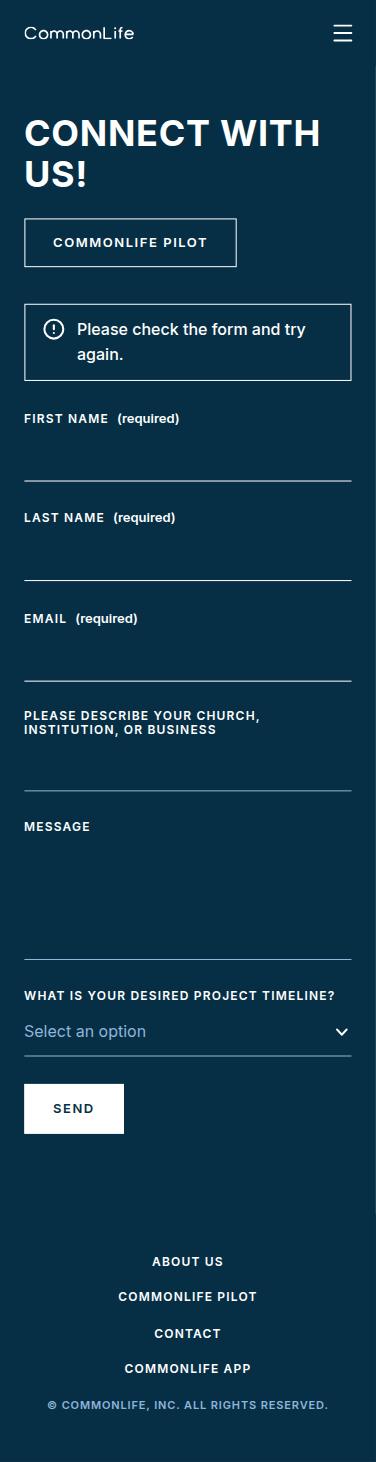 CommonLife
CONNECT WITH
US!
COMMONLIFE PILOT
Please check the form and try
again.
FIRST NAME (required)
LAST NAME (required)
EMAIL (required)
PLEASE DESCRIBE YOUR CHURCH,
INSTITUTION, OR BUSINESS
MESSAGE
WHAT IS YOUR DESIRED PROJECT TIMELINE?
Select an option
SEND
ABOUT US
COMMONLIFE PILOT
CONTACT
COMMONLIFE APP
© COMMONLIFE, INC. ALL RIGHTS RESERVED.